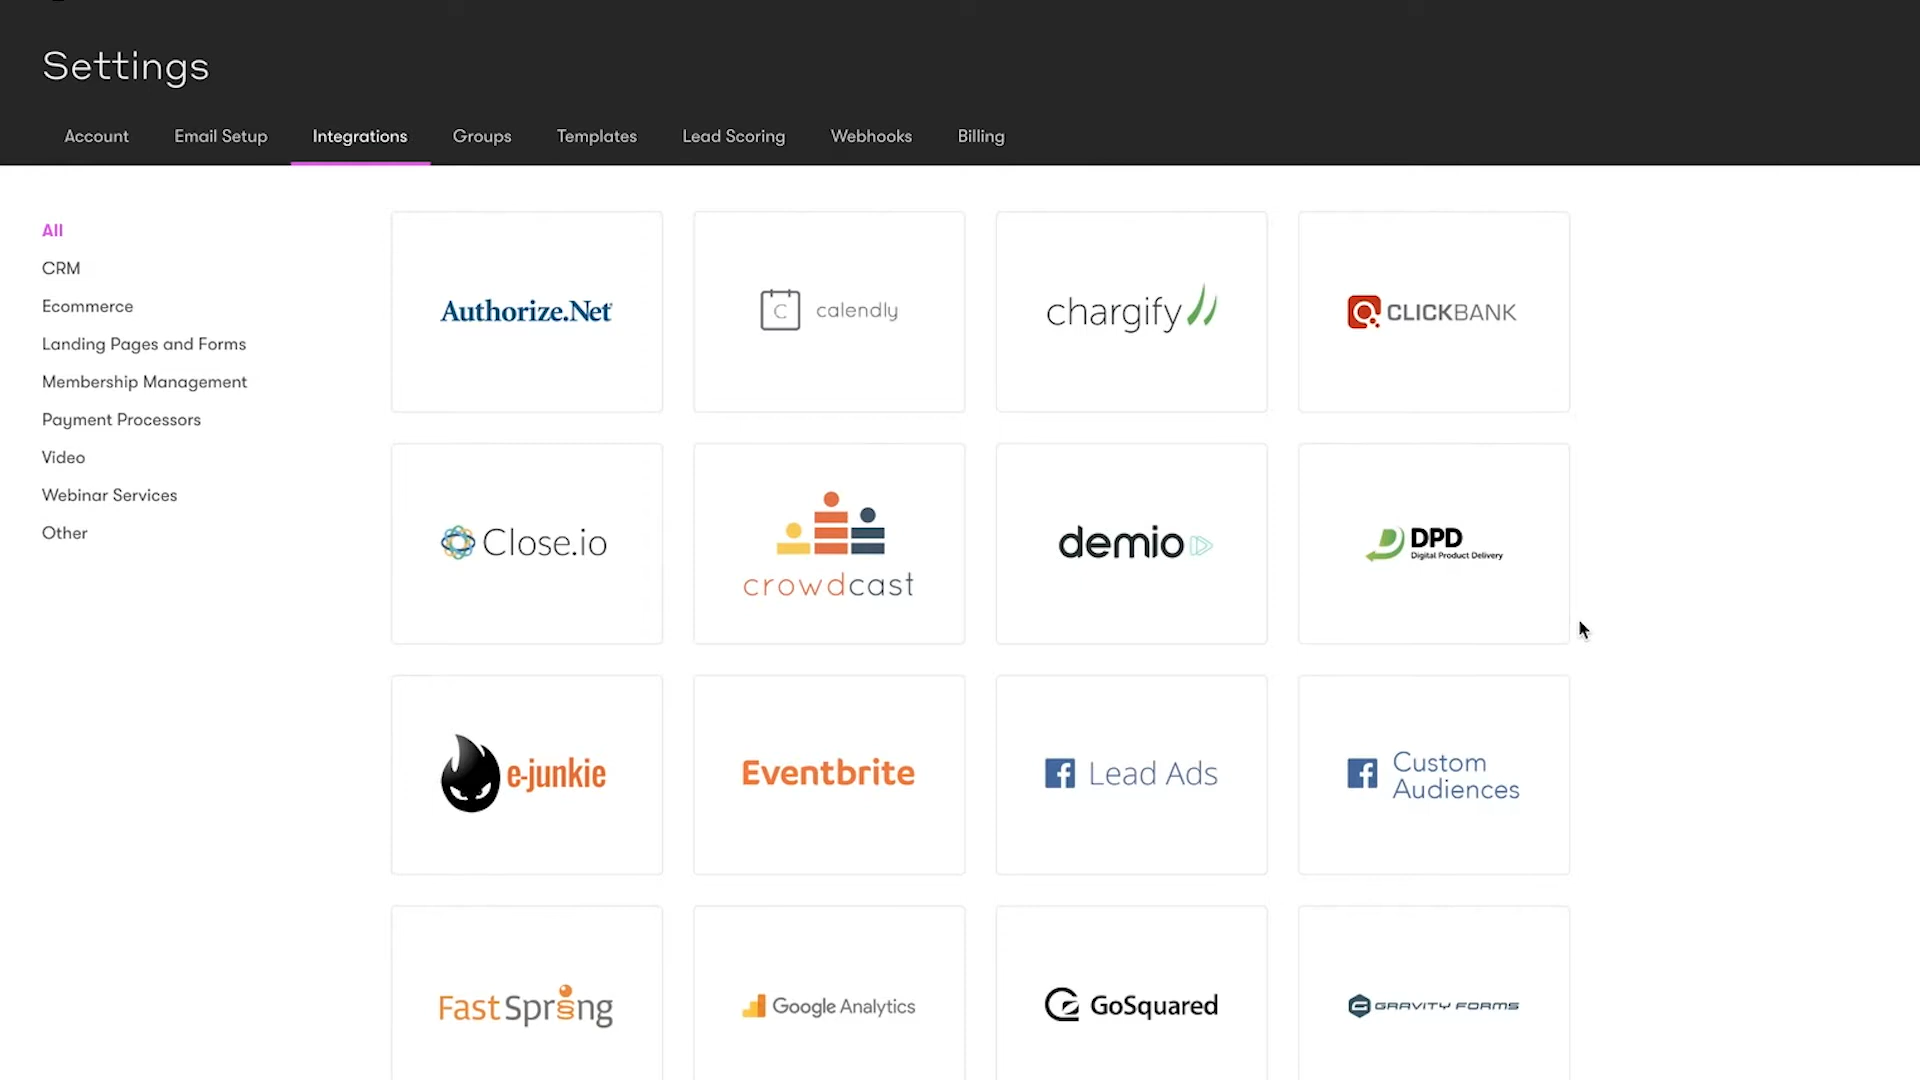 Settings
Account
Email Setup
Integrations
Groups
Templates
Lead Scoring
Webhooks
Billing
All
CRM
Ecommerce
Landing Pages and Forms
Membership Management
Payment Processors
Video
Webinar Services
Other
Authorize.Net
C calendly
chargify
CLICKBANK
Close.io
crowdcast
demio
DPD
Digital Product Delivery
e-junkie
Eventbrite
f Lead Ads
f Custom
Audiences
FastSpring
Google Analytics
GoSquared
GRAVITY FORMS